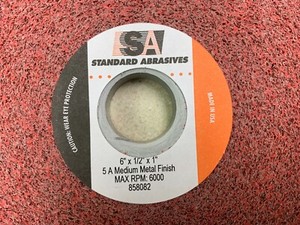 SA
STANDARD ABRASIVES
CAUTION: WEAR EYE PROTECTION
MADE IN USA
6" x 1/2" x 1"
5 A Medium Metal Finish
MAX RPM: 6000
858082